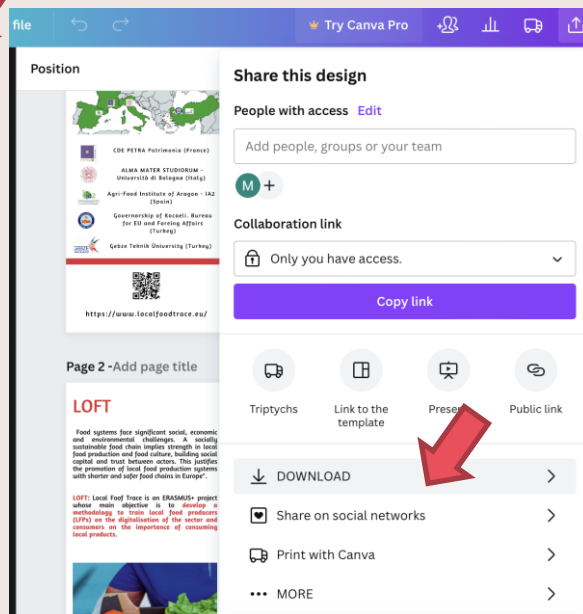 file
Try Canva Pro
Position
CDE PETRA Patrimonia (France)
ALMA MATER STUDIORUM -
Università di Bologna (Italy)
Agri-Food Institute of Aragon - IA2
(Spain)
Governorship of Kocaeli. Bureau
for EU and Foreing Affairs
(Turkey)
Gebze Tehnik Üniversity (Turkey)
https://www.localfoodtrace.eu/
Page 2 -Add page title
LOFT
Food systems face significant social, economic
and environmental challenges. A socially
sustainable food chain implies strength in local
food production and food culture, building social
capital and trust between actors. This justifies
the promotion of local food production systems
with shorter and safer food chains in Europe".
LOFT: Local Foof Trace is an ERASMUS+ project
whose main objective is to develop a
methodology to train local food producers
(LFPs) on the digitalisation of the sector and
consumers on the importance of consuming
local products.
Share this design
People with access Edit
Add people, groups or your team
M +
Collaboration link
Only you have access.
Copy link
Triptychs
Link to the
template
Presen
Public link
DOWNLOAD
Share on social networks
Print with Canva
MORE